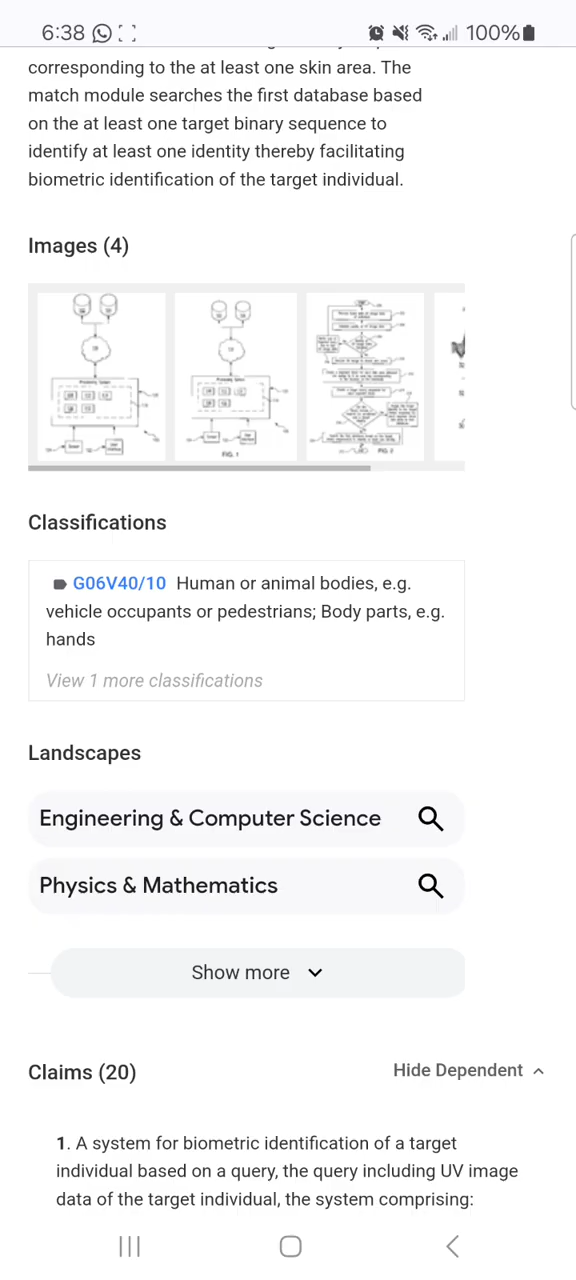 6:38 100%
corresponding to the at least one skin area. The
match module searches the first database based
on the at least one target binary sequence to
identify at least one identity thereby facilitating
biometric identification of the target individual.
Images (4)
FIG. 1
FIG. 2
Classifications
G06V40/10 Human or animal bodies, e.g.
vehicle occupants or pedestrians; Body parts, e.g.
hands
View 1 more classifications
Landscapes
Engineering & Computer Science
Physics & Mathematics
Show more
Claims (20) Hide Dependent
1. A system for biometric identification of a target
individual based on a query, the query including UV image
data of the target individual, the system comprising: